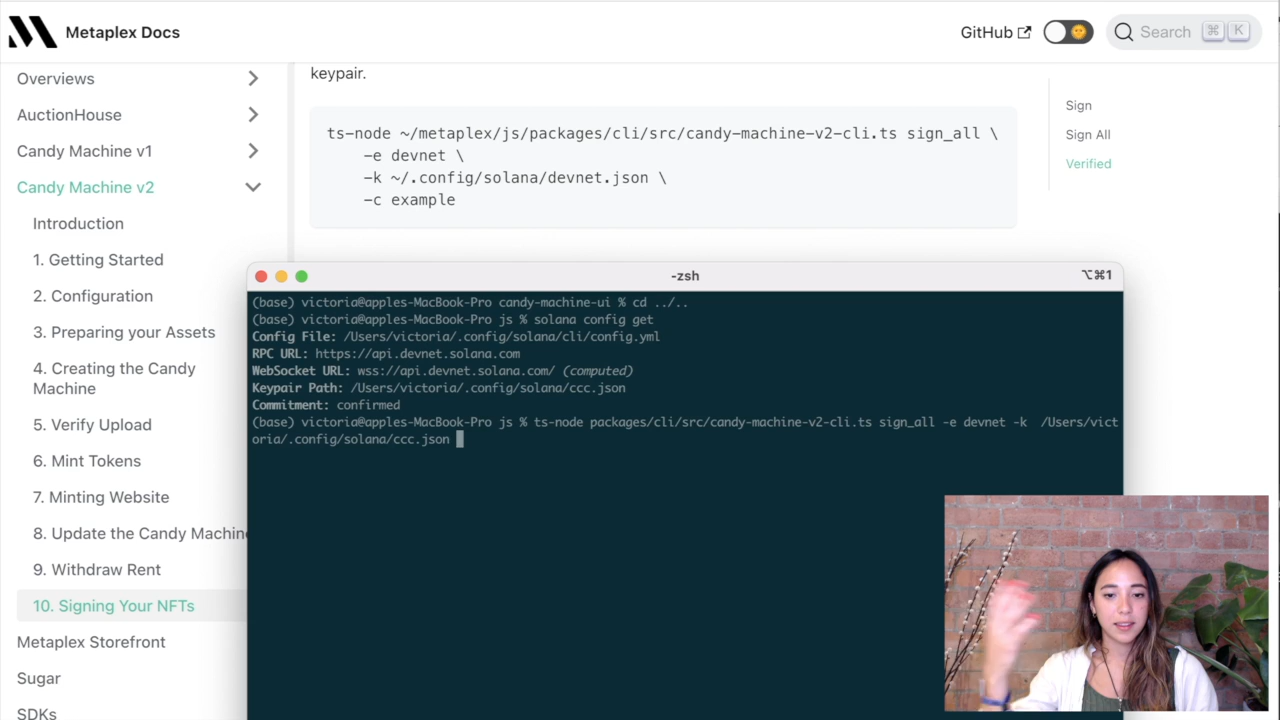 Metaplex Docs
GitHub
Search
⌘ K
Overviews
AuctionHouse
Candy Machine v1
Candy Machine v2
Introduction
1. Getting Started
2. Configuration
3. Preparing your Assets
4. Creating the Candy
Machine
5. Verify Upload
6. Mint Tokens
7. Minting Website
8. Update the Candy Machine
9. Withdraw Rent
10. Signing Your NFTs
Metaplex Storefront
Sugar
SDKs
keypair.
ts-node ~/metaplex/js/packages/cli/src/candy-machine-v2-cli.ts sign_all \
-e devnet \
-k ~/.config/solana/devnet.json \
-c example
Sign
Sign All
Verified
-zsh
⌥⌘1
(base) victoria@apples-MacBook-Pro candy-machine-ui % cd ../..
(base) victoria@apples-MacBook-Pro js % solana config get
Config File: /Users/victoria/.config/solana/cli/config.yml
RPC URL: https://api.devnet.solana.com
WebSocket URL: wss://api.devnet.solana.com/ (computed)
Keypair Path: /Users/victoria/.config/solana/ccc.json
Commitment: confirmed
(base) victoria@apples-MacBook-Pro js % ts-node packages/cli/src/candy-machine-v2-cli.ts sign_all -e devnet -k  /Users/vict
oria/.config/solana/ccc.json